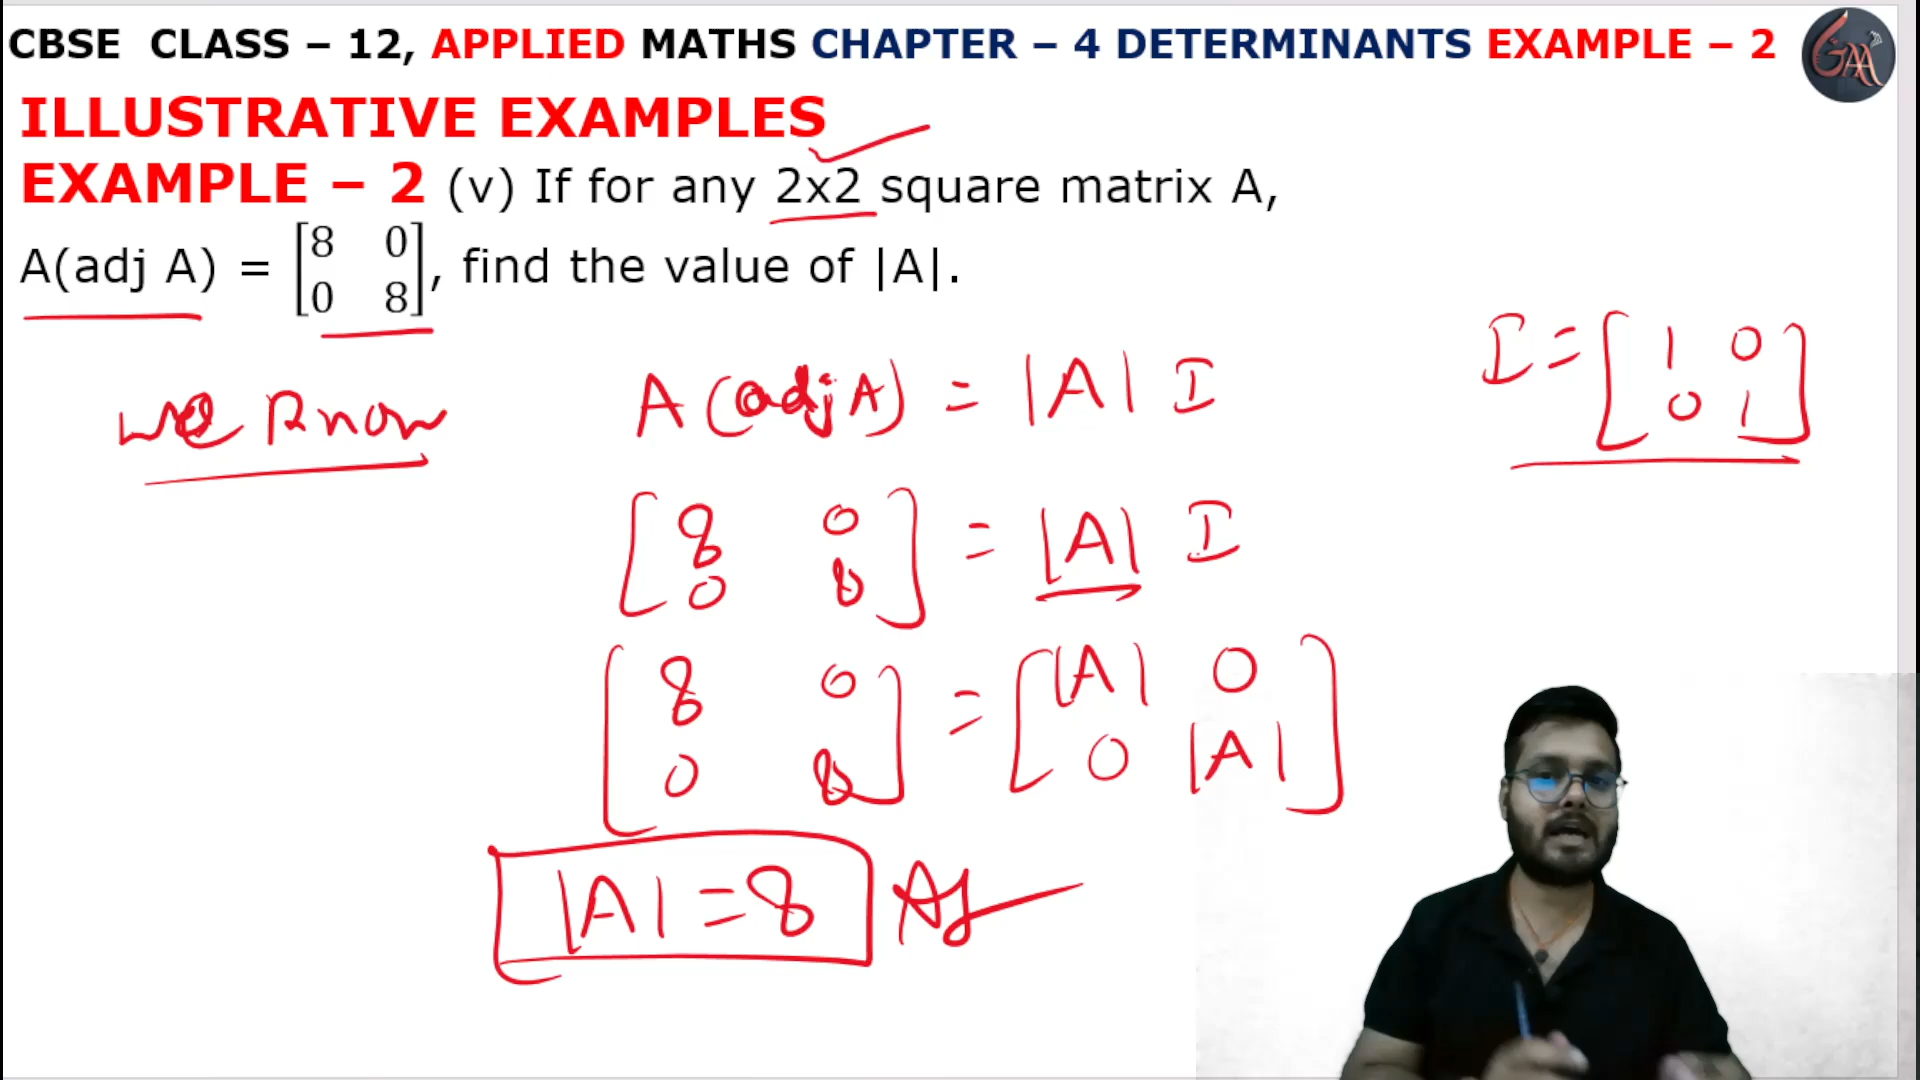 CBSE CLASS – 12, APPLIED MATHS CHAPTER – 4 DETERMINANTS EXAMPLE – 2
GAA
ILLUSTRATIVE EXAMPLES
EXAMPLE – 2 (v) If for any 2x2 square matrix A,
A(adj A) = [8 0
0 8], find the value of |A|.
I = [1 0
0 1]
we know A (adj A) = |A| I
[8 0
0 8] = |A| I
[8 0
0 8] = [|A| 0
0 |A|]
|A| = 8